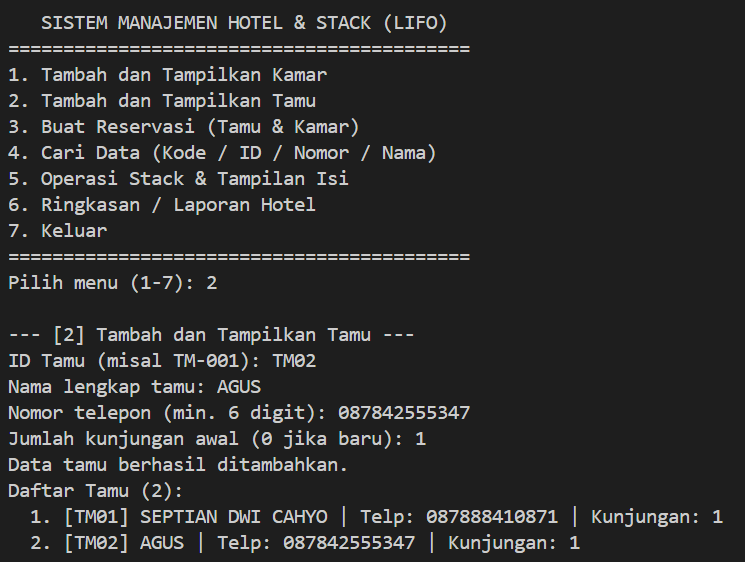 SISTEM MANAJEMEN HOTEL & STACK (LIFO)
==========================================
1. Tambah dan Tampilkan Kamar
2. Tambah dan Tampilkan Tamu
3. Buat Reservasi (Tamu & Kamar)
4. Cari Data (Kode / ID / Nomor / Nama)
5. Operasi Stack & Tampilan Isi
6. Ringkasan / Laporan Hotel
7. Keluar
==========================================
Pilih menu (1-7): 2

--- [2] Tambah dan Tampilkan Tamu ---
ID Tamu (misal TM-001): TM02
Nama lengkap tamu: AGUS
Nomor telepon (min. 6 digit): 087842555347
Jumlah kunjungan awal (0 jika baru): 1
Data tamu berhasil ditambahkan.
Daftar Tamu (2):
1. [TM01] SEPTIAN DWI CAHYO | Telp: 087888410871 | Kunjungan: 1
2. [TM02] AGUS | Telp: 087842555347 | Kunjungan: 1